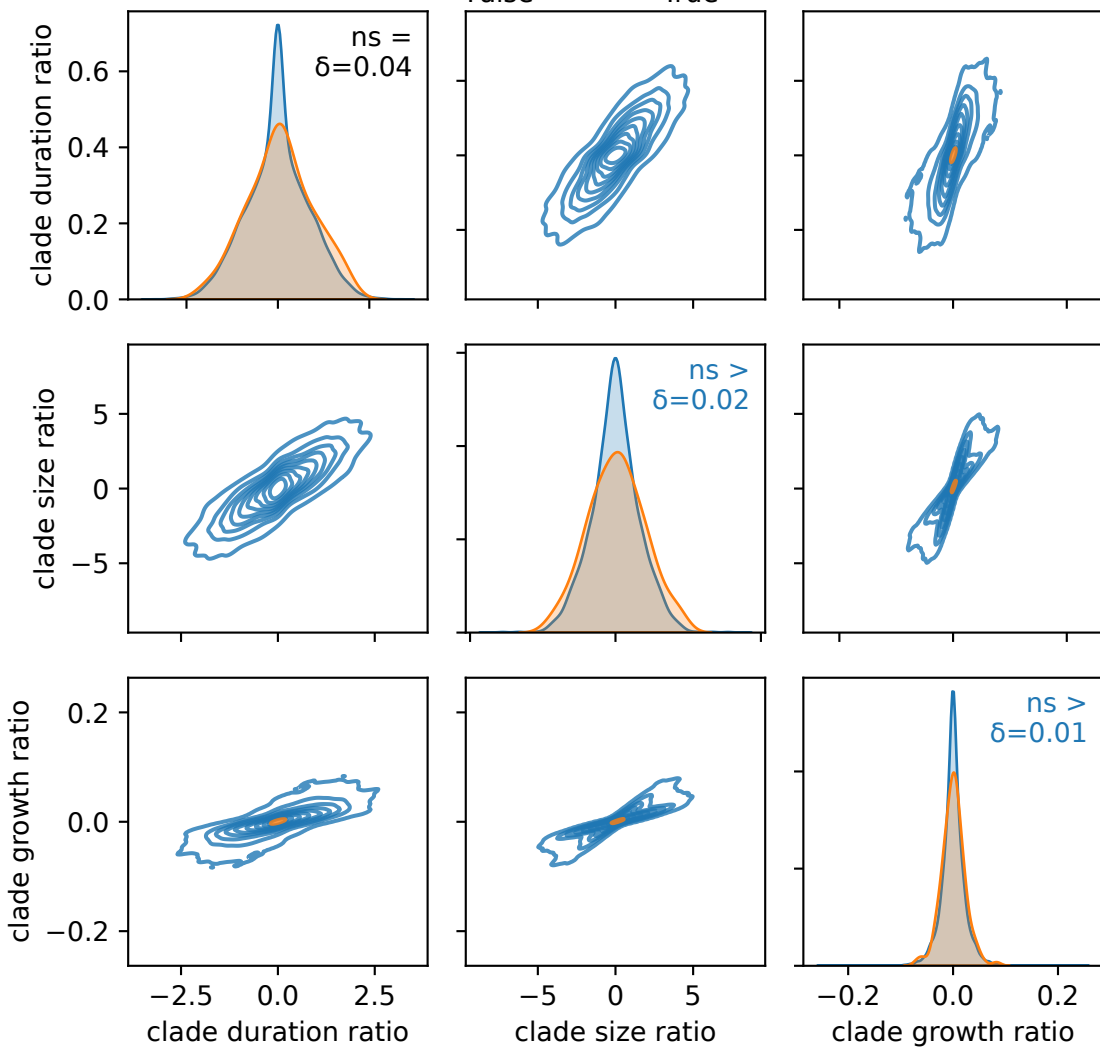 False True
clade duration ratio
0.6
0.4
0.2
0.0
ns =
δ=0.04
clade size ratio
5
0
−5
ns >
δ=0.02
clade growth ratio
0.2
0.0
−0.2
ns >
δ=0.01
−2.5 0.0 2.5
−5 0 5
−0.2 0.0 0.2
clade duration ratio
clade size ratio
clade growth ratio